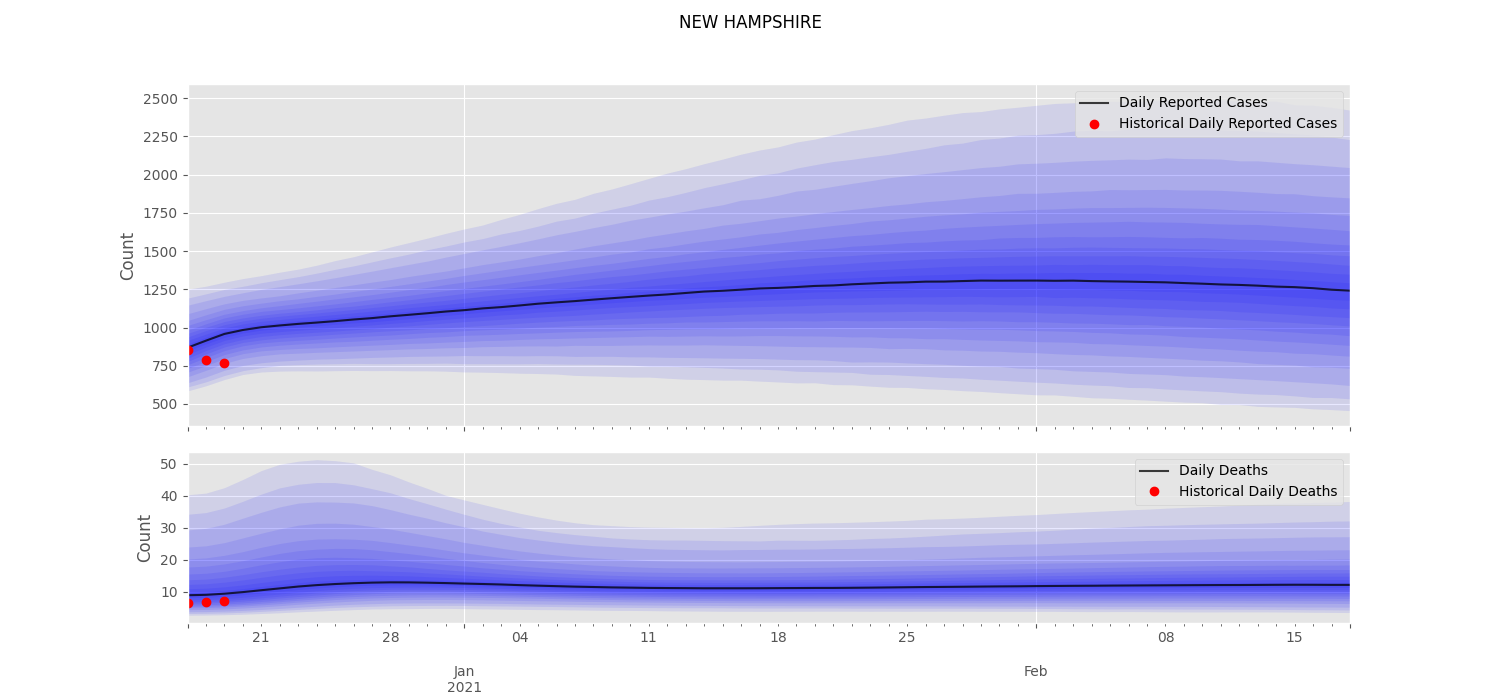 NEW HAMPSHIRE
2500
2250
2000
1750
1500
1250
1000
750
500
Count
Daily Reported Cases
Historical Daily Reported Cases
50
40
30
20
10
Count
Daily Deaths
Historical Daily Deaths
21 28 04 11 18 25 08 15
Jan Feb
2021